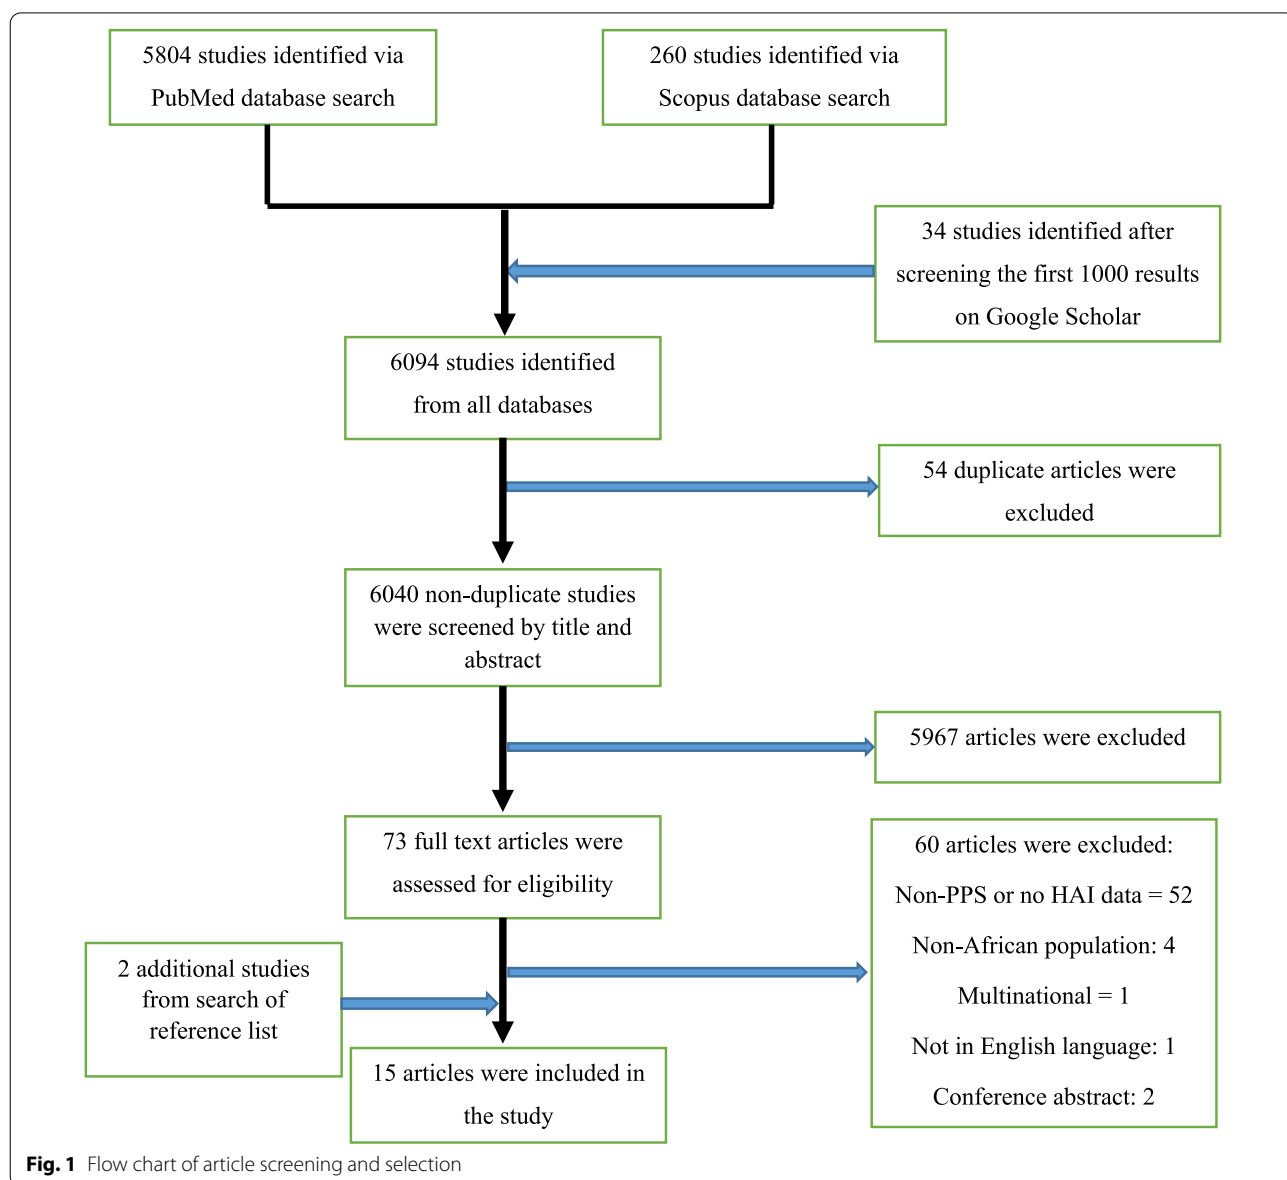 5804 studies identified via
PubMed database search
260 studies identified via
Scopus database search
34 studies identified after
screening the first 1000 results
on Google Scholar
6094 studies identified
from all databases
54 duplicate articles were
excluded
6040 non-duplicate studies
were screened by title and
abstract
5967 articles were excluded
73 full text articles were
assessed for eligibility
60 articles were excluded:
Non-PPS or no HAI data = 52
Non-African population: 4
Multinational = 1
Not in English language: 1
Conference abstract: 2
2 additional studies
from search of
reference list
15 articles were included in
the study
Fig. 1 Flow chart of article screening and selection